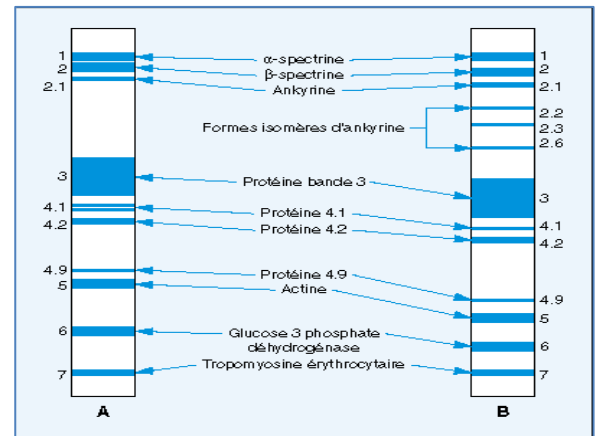 1 α-spectrine 1
2 β-spectrine 2
2.1 Ankyrine 2.1
2.2
Formes isomères d'ankyrine 2.3
2.6
3 Protéine bande 3 3
4.1 Protéine 4.1 4.1
4.2 Protéine 4.2 4.2
4.9 Protéine 4.9 4.9
5 Actine 5
6 Glucose 3 phosphate 6
déhydrogénase
7 Tropomyosine érythrocytaire 7
A B